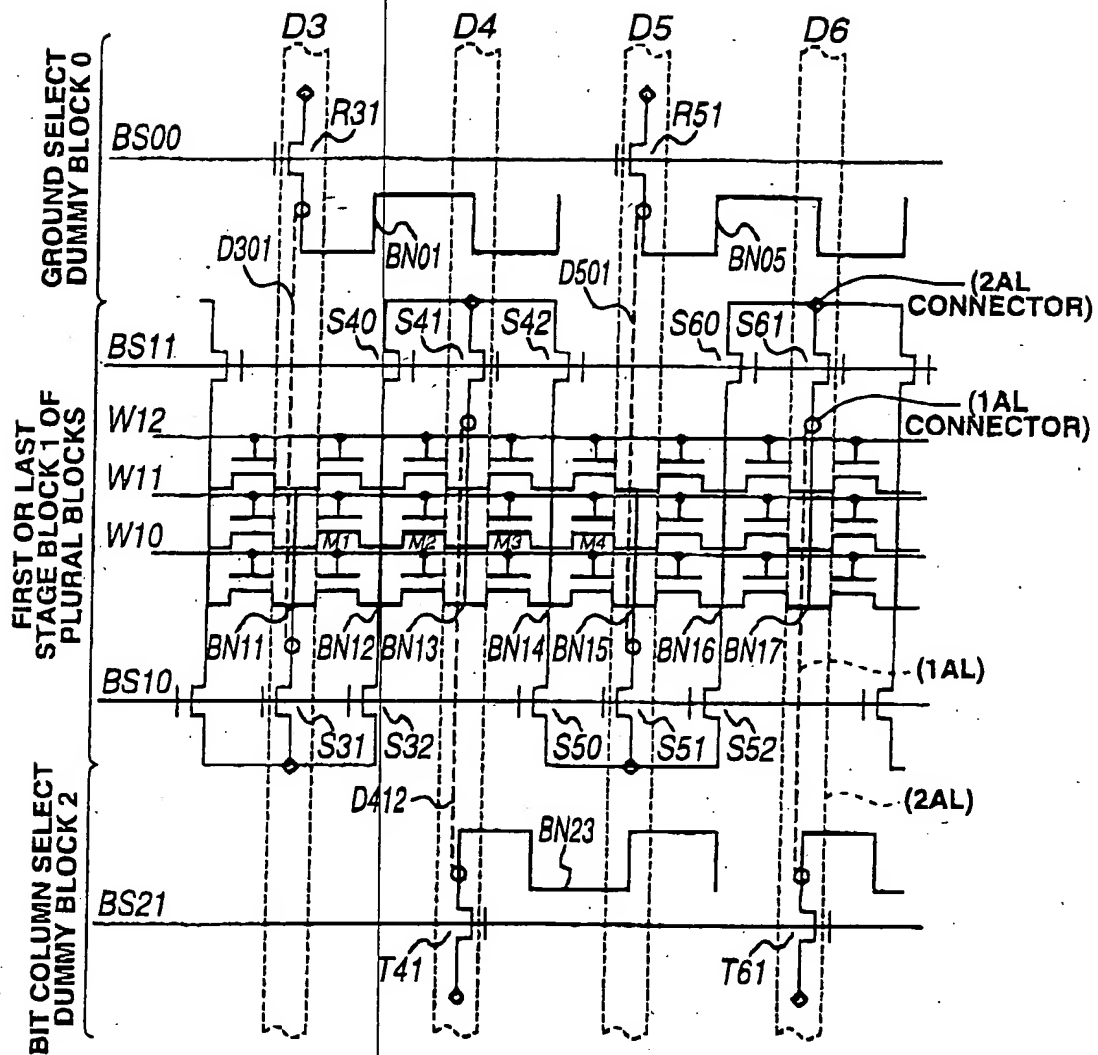 D3 D4 D5 D6
GROUND SELECT
DUMMY BLOCK 0
BS00
R31
R51
D301
BN01
D501
BN05
(2AL
CONNECTOR)
FIRST OR LAST
STAGE BLOCK 1 OF
PLURAL BLOCKS
BS11
S40
S41
S42
S60
S61
(1AL
CONNECTOR)
W12
W11
W10
M1
M2
M3
M4
BN11
BN12
BN13
BN14
BN15
BN16
BN17
(1AL)
BS10
S31
S32
S50
S51
S52
(2AL)
D412
BIT COLUMN SELECT
DUMMY BLOCK 2
BN23
BS21
T41
T61